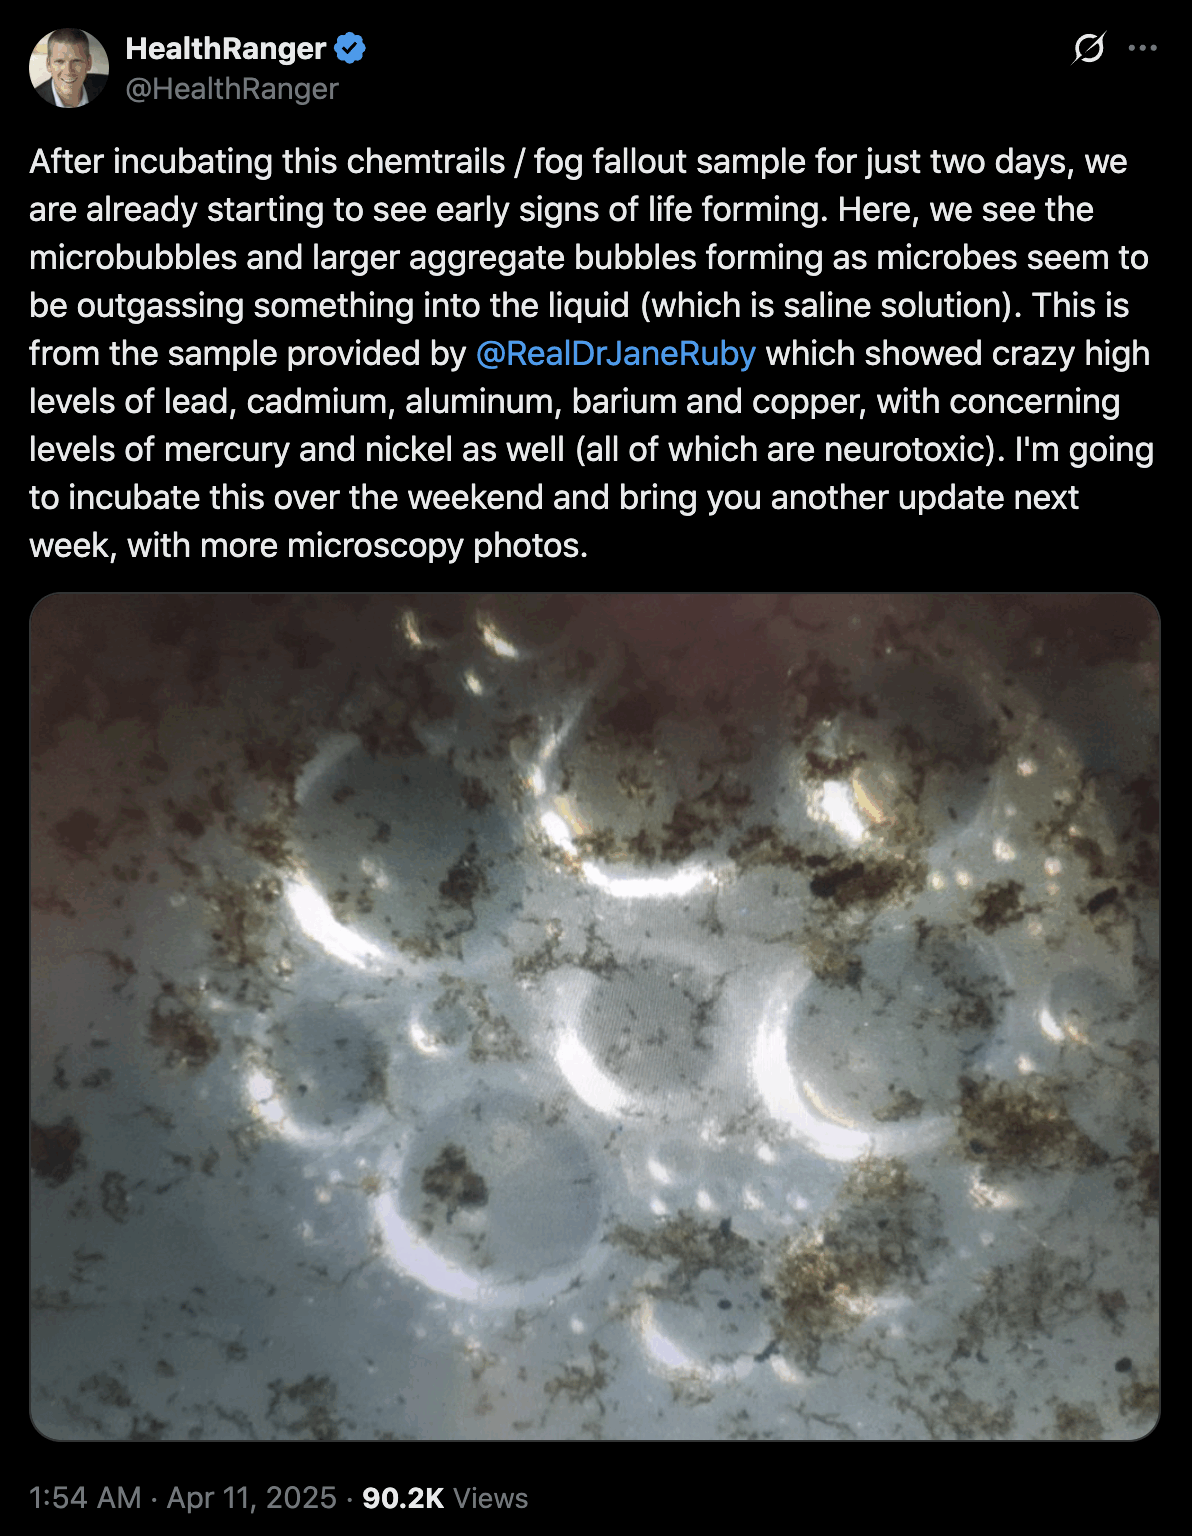 HealthRanger
@HealthRanger
After incubating this chemtrails / fog fallout sample for just two days, we
are already starting to see early signs of life forming. Here, we see the
microbubbles and larger aggregate bubbles forming as microbes seem to
be outgassing something into the liquid (which is saline solution). This is
from the sample provided by @RealDrJaneRuby which showed crazy high
levels of lead, cadmium, aluminum, barium and copper, with concerning
levels of mercury and nickel as well (all of which are neurotoxic). I'm going
to incubate this over the weekend and bring you another update next
week, with more microscopy photos.
1:54 AM · Apr 11, 2025 · 90.2K Views